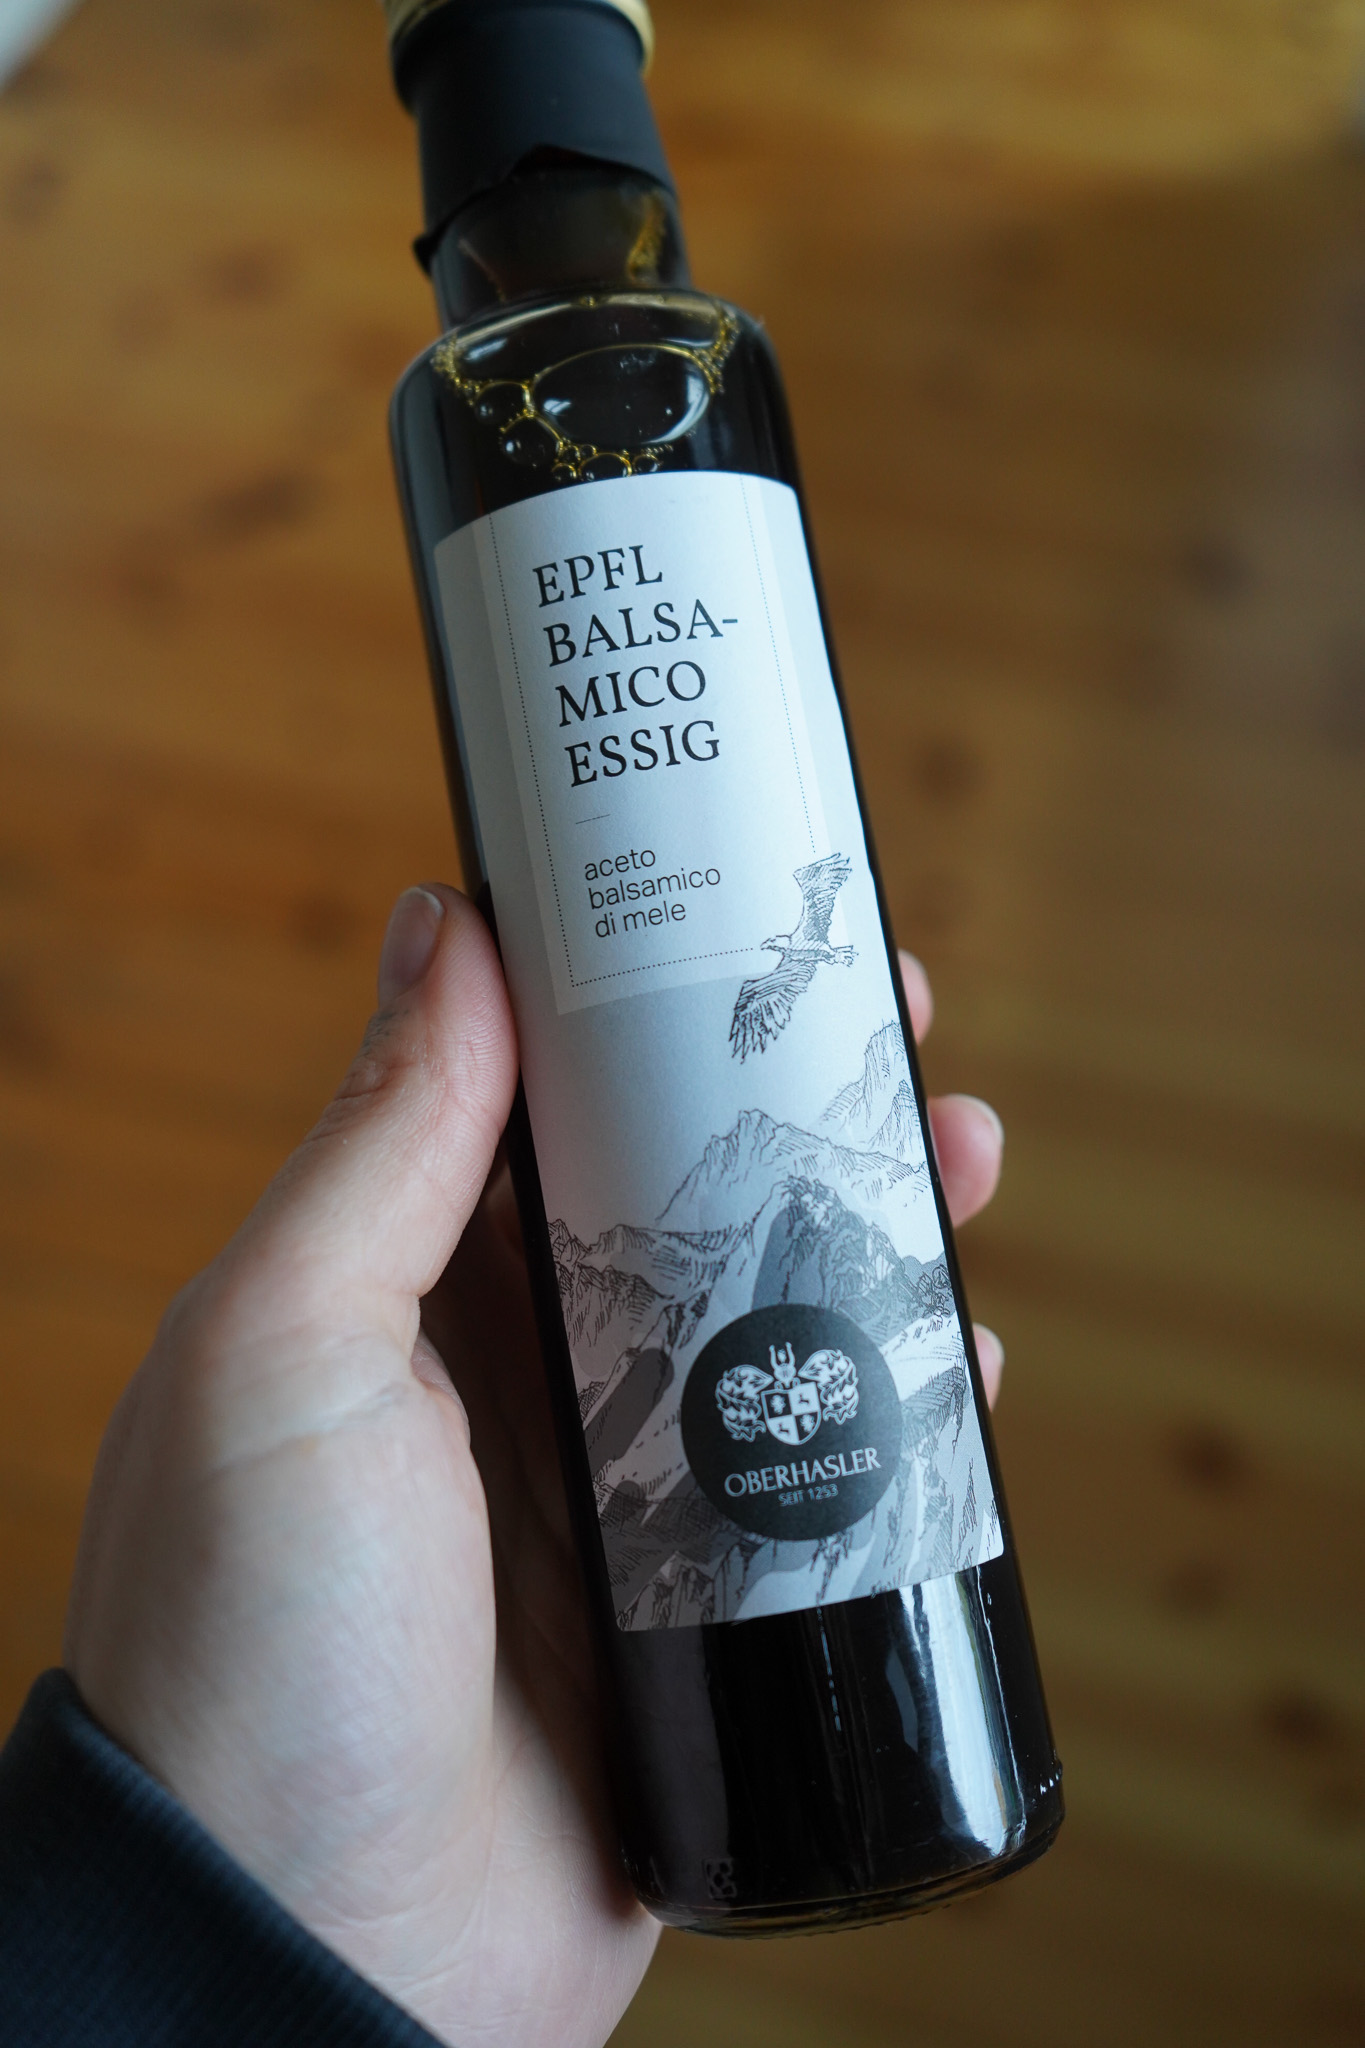 EPFL
BALSA-
MICO
ESSIG
aceto
balsamico
di mele
OBERHASLER
SEIT 1253